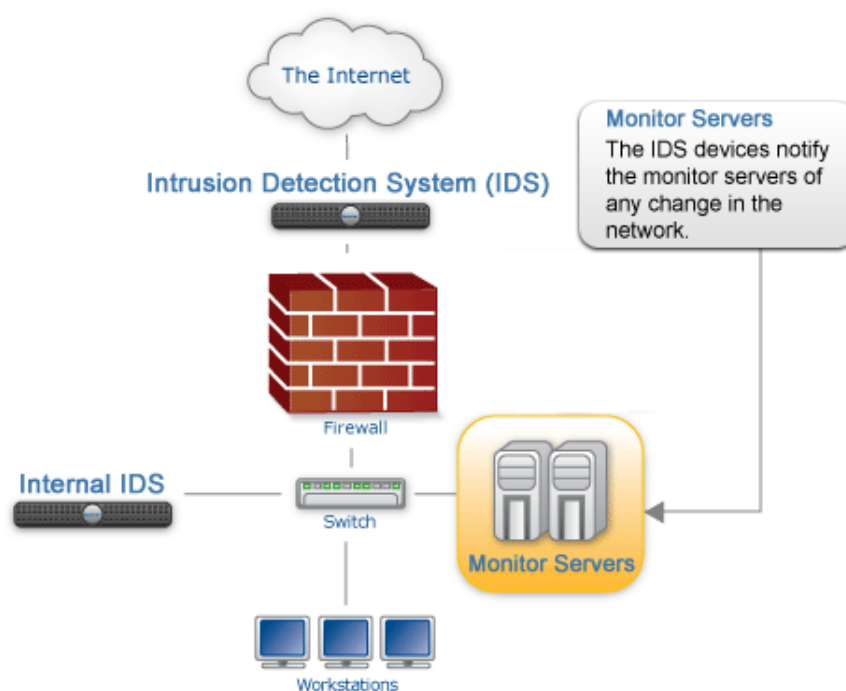 The Internet
Intrusion Detection System (IDS)
Monitor Servers
The IDS devices notify
the monitor servers of
any change in the
network.
Firewall
Internal IDS
Switch
Monitor Servers
Workstations